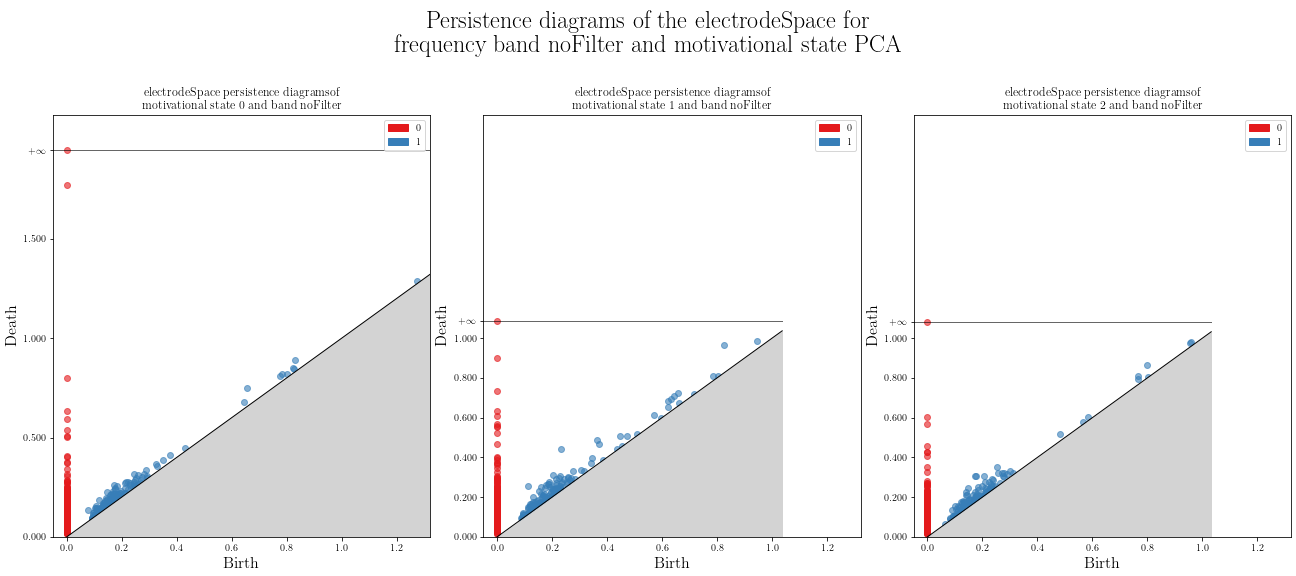 Persistence diagrams of the electrodeSpace for
frequency band noFilter and motivational state PCA
electrodeSpace persistence diagramsof
motivational state 0 and band noFilter
0
1
+∞
1.500
1.000
0.500
0.000
Death
0.0 0.2 0.4 0.6 0.8 1.0 1.2
Birth
electrodeSpace persistence diagramsof
motivational state 1 and band noFilter
0
1
+∞
1.000
0.800
0.600
0.400
0.200
0.000
Death
0.0 0.2 0.4 0.6 0.8 1.0 1.2
Birth
electrodeSpace persistence diagramsof
motivational state 2 and band noFilter
0
1
+∞
1.000
0.800
0.600
0.400
0.200
0.000
Death
0.0 0.2 0.4 0.6 0.8 1.0 1.2
Birth